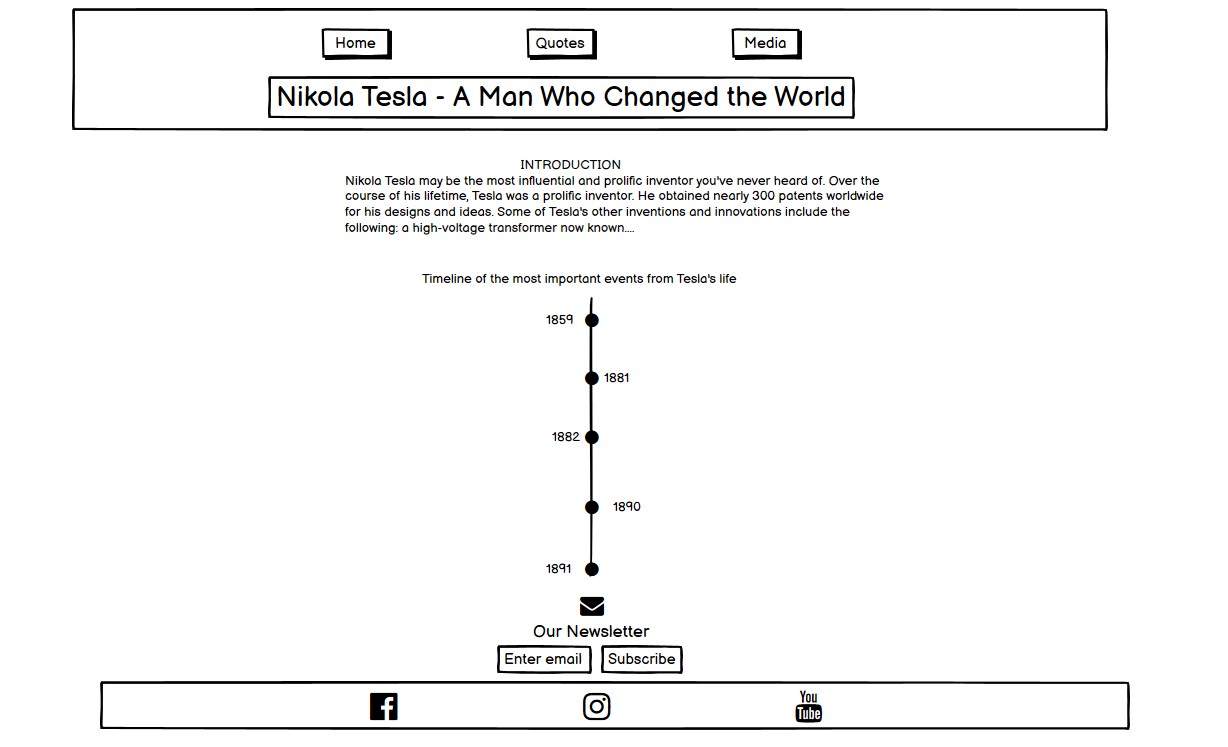 Home Quotes Media
Nikola Tesla - A Man Who Changed the World
INTRODUCTION
Nikola Tesla may be the most influential and prolific inventor you've never heard of. Over the
course of his lifetime, Tesla was a prolific inventor. He obtained nearly 300 patents worldwide
for his designs and ideas. Some of Tesla's other inventions and innovations include the
following: a high-voltage transformer now known....
Timeline of the most important events from Tesla's life
1859
1881
1882
1890
1891
Our Newsletter
Enter email Subscribe
You
Tube